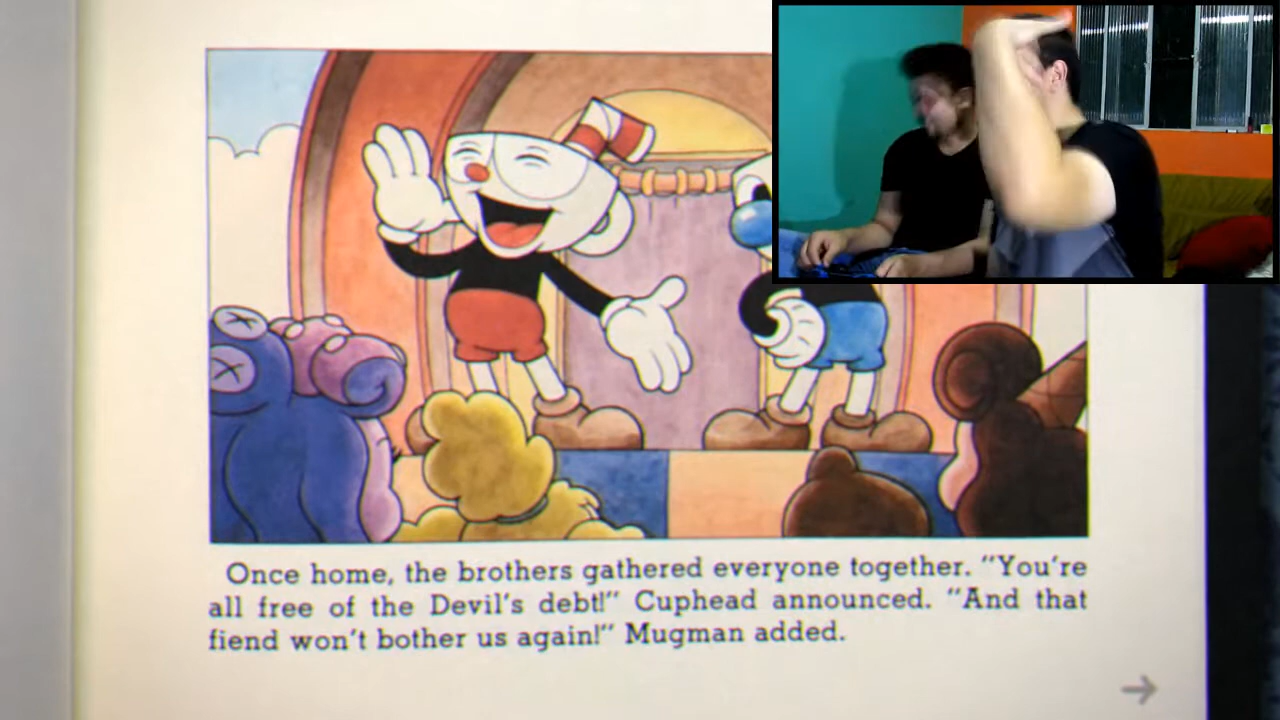 Once home, the brothers gathered everyone together. “You’re
all free of the Devil’s debt!” Cuphead announced. “And that
fiend won’t bother us again!” Mugman added.